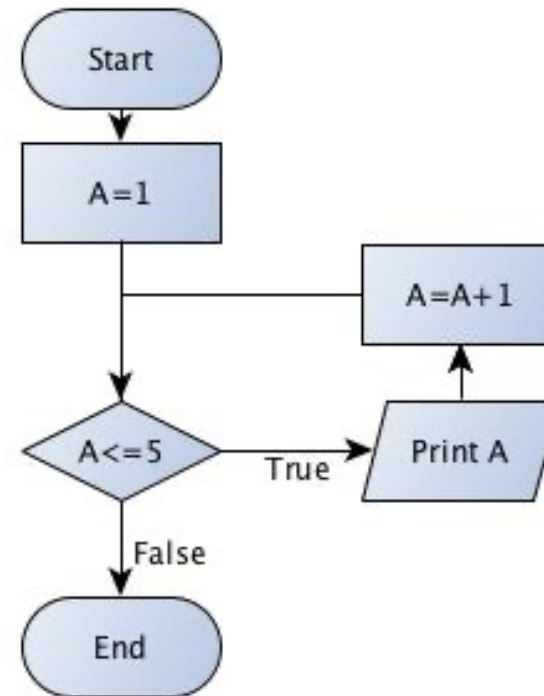 Start
A=1
A=A+1
A<=5
True
Print A
False
End